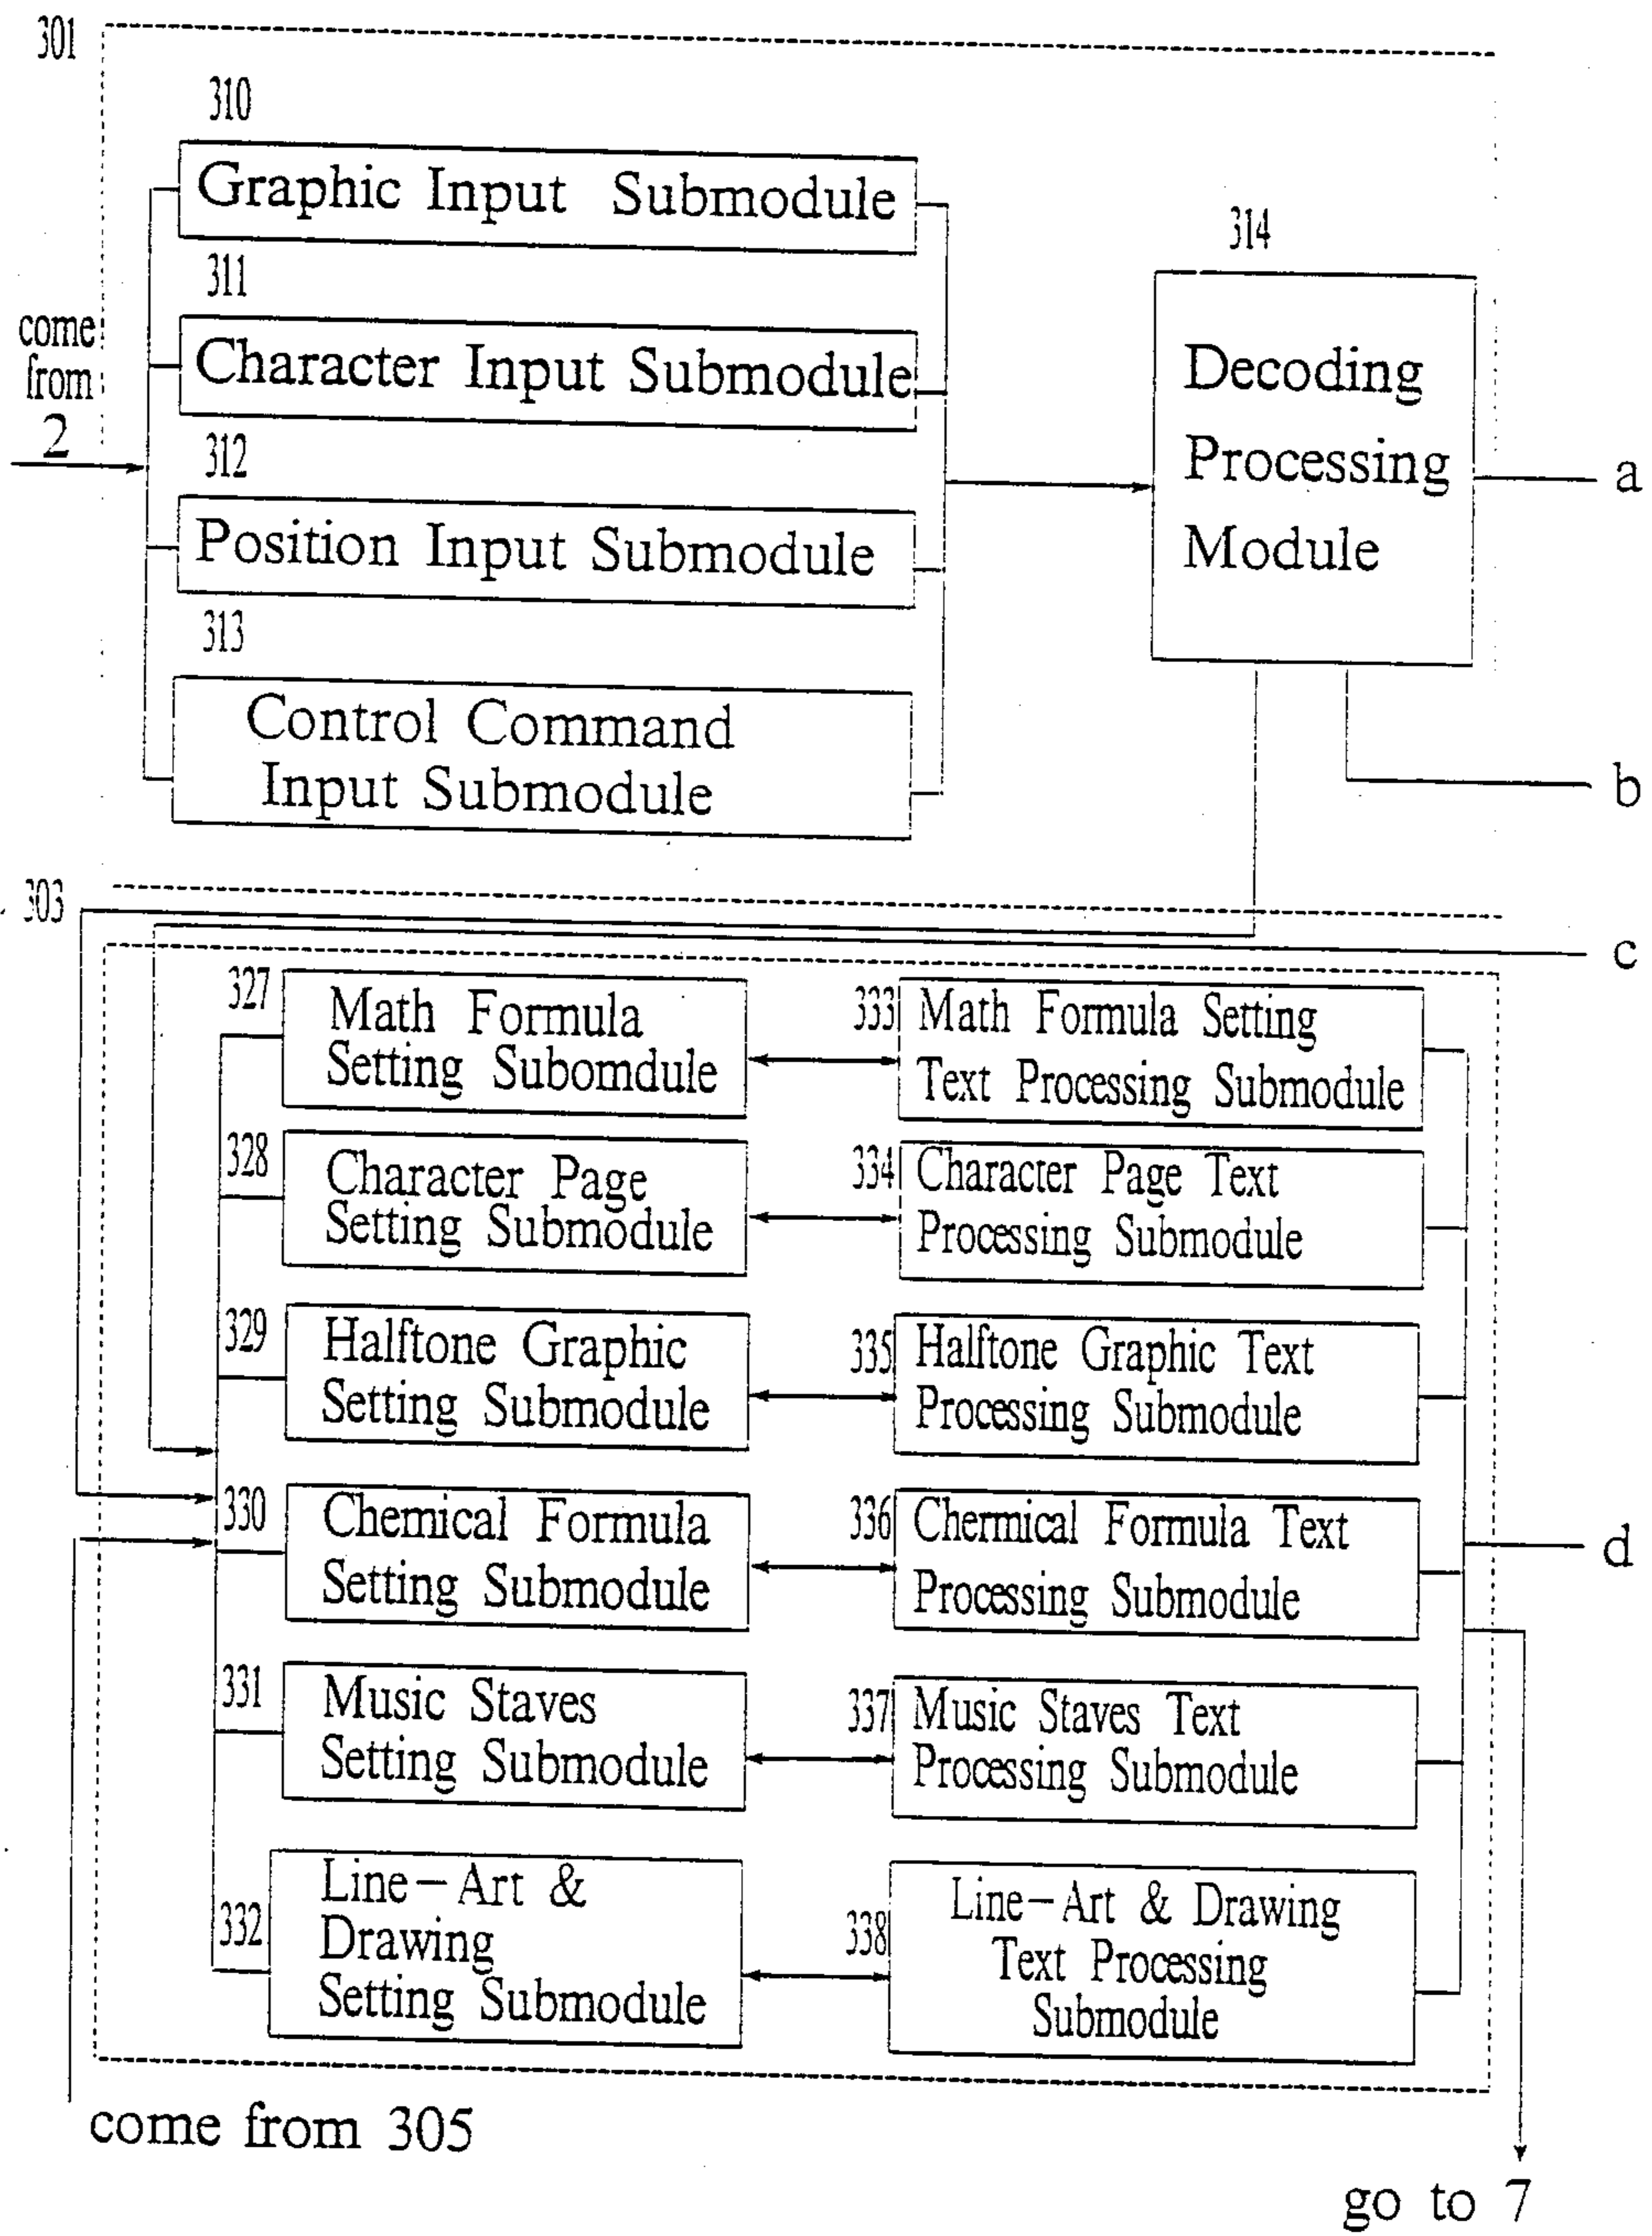 301
310
Graphic Input Submodule
311
Character Input Submodule
come
from
2
312
Position Input Submodule
313
Control Command
Input Submodule
314
Decoding
Processing
Module
a
b
303
c
327
Math Formula
Setting Subomdule
333
Math Formula Setting
Text Processing Submodule
328
Character Page
Setting Submodule
334
Character Page Text
Processing Submodule
329
Halftone Graphic
Setting Submodule
335
Halftone Graphic Text
Processing Submodule
330
Chemical Formula
Setting Submodule
336
Chermical Formula Text
Processing Submodule
d
331
Music Staves
Setting Submodule
337
Music Staves Text
Processing Submodule
332
Line-Art &
Drawing
Setting Submodule
338
Line-Art & Drawing
Text Processing
Submodule
come from 305
go to 7